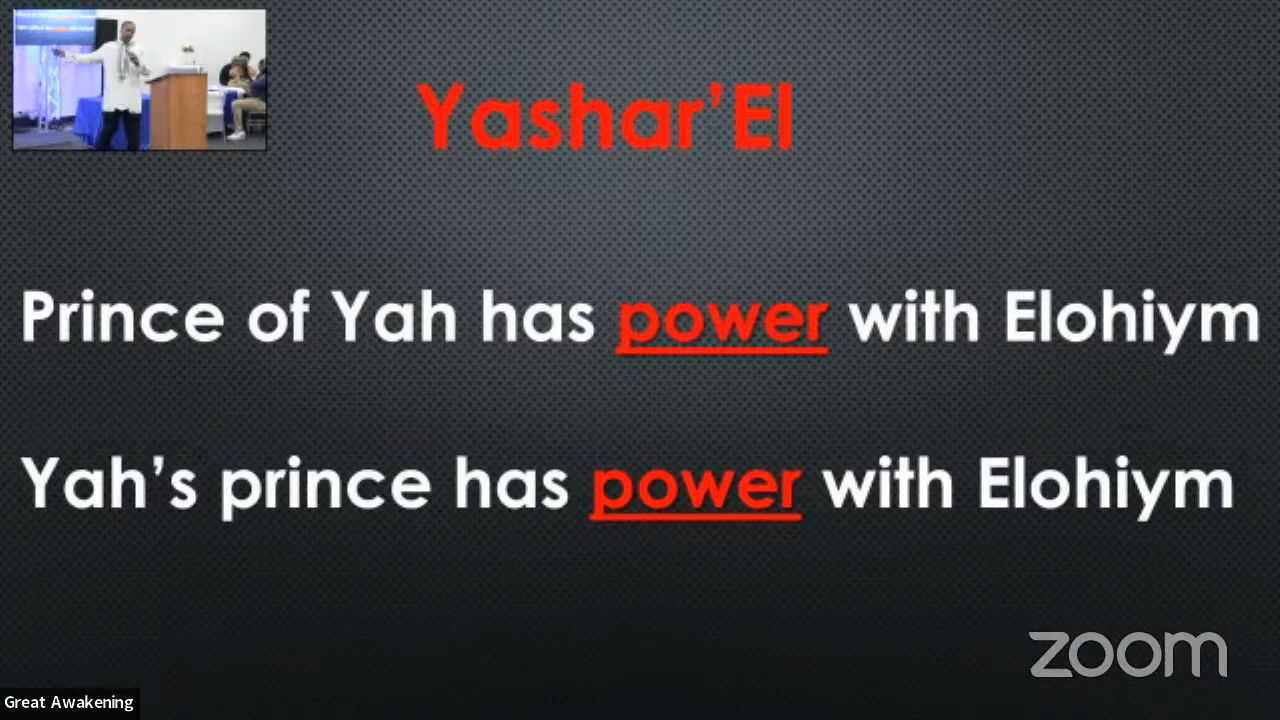 Yashar’El
Prince of Yah has power with Elohiym
Yah’s prince has power with Elohiym
zoom
Great Awakening